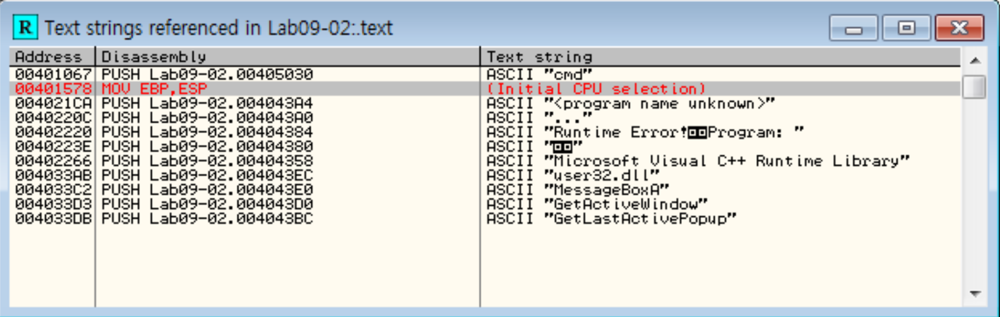 R Text strings referenced in Lab09-02:.text
Address Disassembly Text string
00401067 PUSH Lab09-02.00405030 ASCII "cmd"
00401578 MOV EBP,ESP (Initial CPU selection)
004021CA PUSH Lab09-02.004043A4 ASCII "<program name unknown>"
0040220C PUSH Lab09-02.004043A0 ASCII "..."
00402220 PUSH Lab09-02.00404384 ASCII "Runtime Error!◘◘Program: "
0040223E PUSH Lab09-02.00404380 ASCII "◘◘"
00402266 PUSH Lab09-02.00404358 ASCII "Microsoft Visual C++ Runtime Library"
004033AB PUSH Lab09-02.004043EC ASCII "user32.dll"
004033C2 PUSH Lab09-02.004043E0 ASCII "MessageBoxA"
004033D3 PUSH Lab09-02.004043D0 ASCII "GetActiveWindow"
004033DB PUSH Lab09-02.004043BC ASCII "GetLastActivePopup"